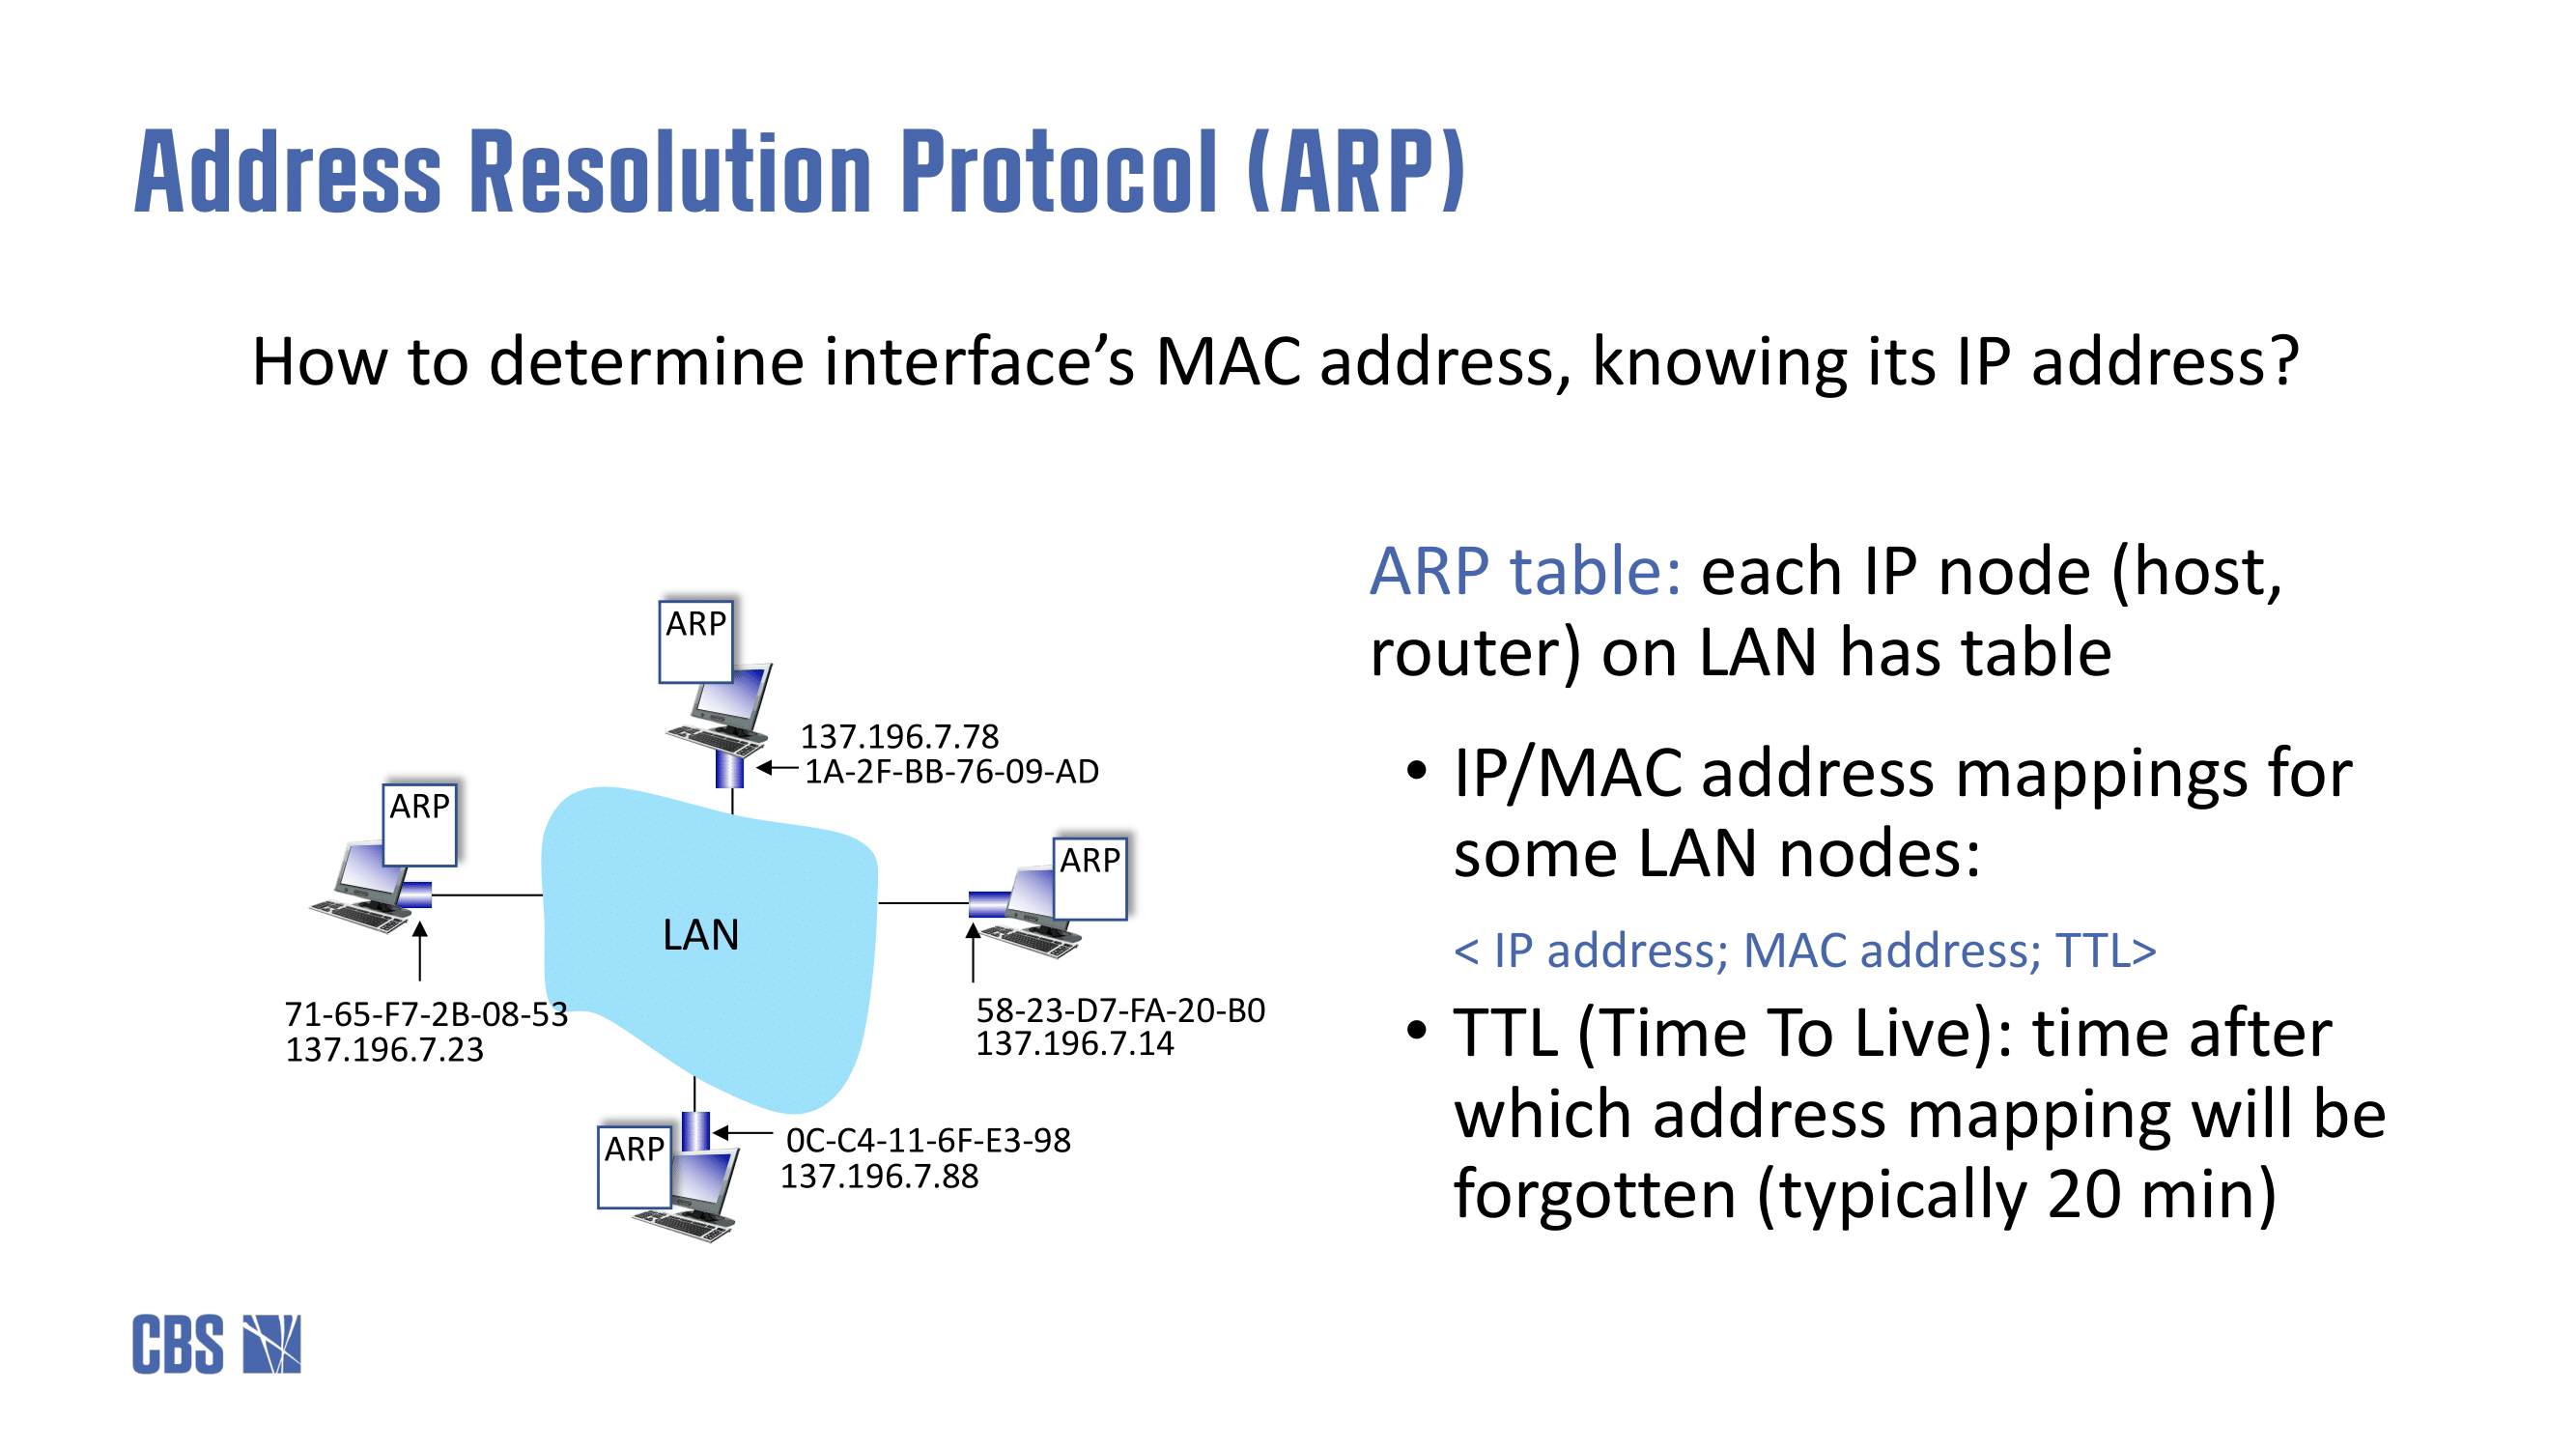 Address Resolution Protocol (ARP)
How to determine interface’s MAC address, knowing its IP address?
ARP
137.196.7.78
1A-2F-BB-76-09-AD
ARP
71-65-F7-2B-08-53
137.196.7.23
LAN
ARP
58-23-D7-FA-20-B0
137.196.7.14
ARP
0C-C4-11-6F-E3-98
137.196.7.88
ARP table: each IP node (host,
router) on LAN has table
• IP/MAC address mappings for
some LAN nodes:
< IP address; MAC address; TTL>
• TTL (Time To Live): time after
which address mapping will be
forgotten (typically 20 min)
CBS